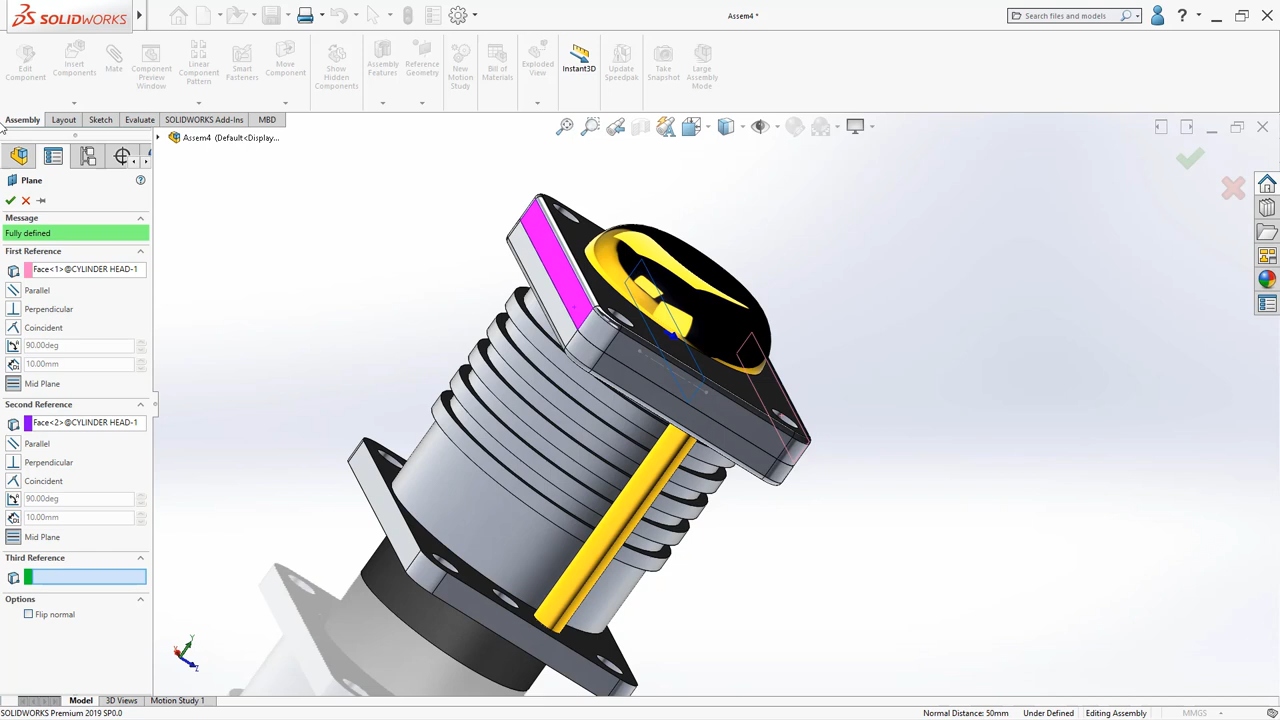 SOLIDWORKS
Assem4 *
Search files and models
?
Edit
Component
Insert
Components
Mate
Component
Preview
Window
Linear
Component
Pattern
Smart
Fasteners
Move
Component
Show
Hidden
Components
Assembly
Features
Reference
Geometry
New
Motion
Study
Bill of
Materials
Exploded
View
Instant3D
Update
Speedpak
Take
Snapshot
Large
Assembly
Mode
Assembly
Layout
Sketch
Evaluate
SOLIDWORKS Add-Ins
MBD
Assem4 (Default<Display...
Plane
Message
Fully defined
First Reference
Face<1>@CYLINDER HEAD-1
Parallel
Perpendicular
Coincident
90.00deg
10.00mm
Mid Plane
Second Reference
Face<2>@CYLINDER HEAD-1
Parallel
Perpendicular
Coincident
90.00deg
10.00mm
Mid Plane
Third Reference
Options
Flip normal
Y
Z
Model
3D Views
Motion Study 1
SOLIDWORKS Premium 2019 SP0.0
Normal Distance: 50mm
Under Defined
Editing Assembly
MMGS